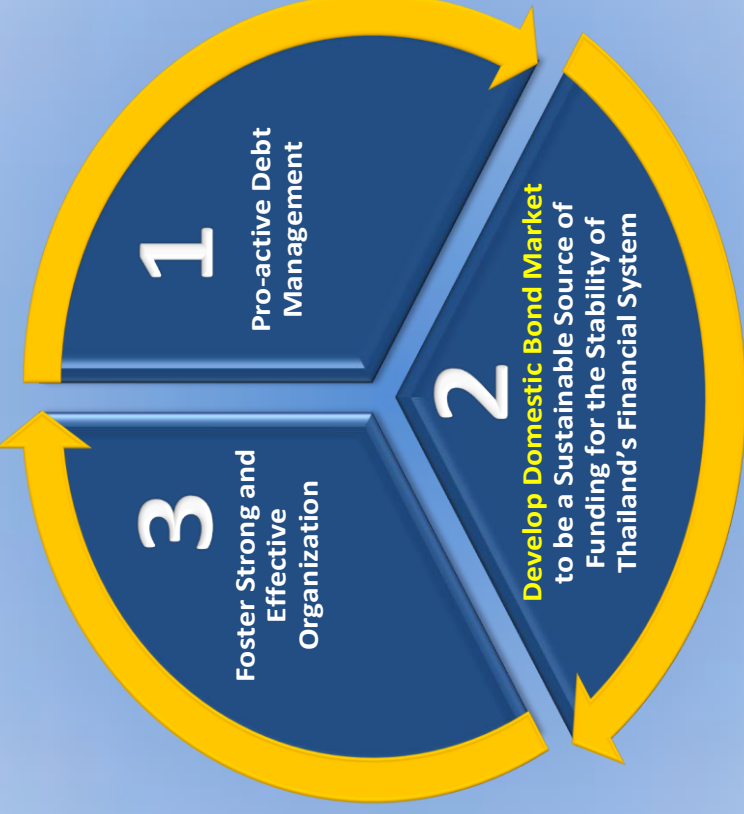 1
Pro-active Debt
Management
2
Develop Domestic Bond Market
to be a Sustainable Source of
Funding for the Stability of
Thailand's Financial System
3
Foster Strong and
Effective
Organization